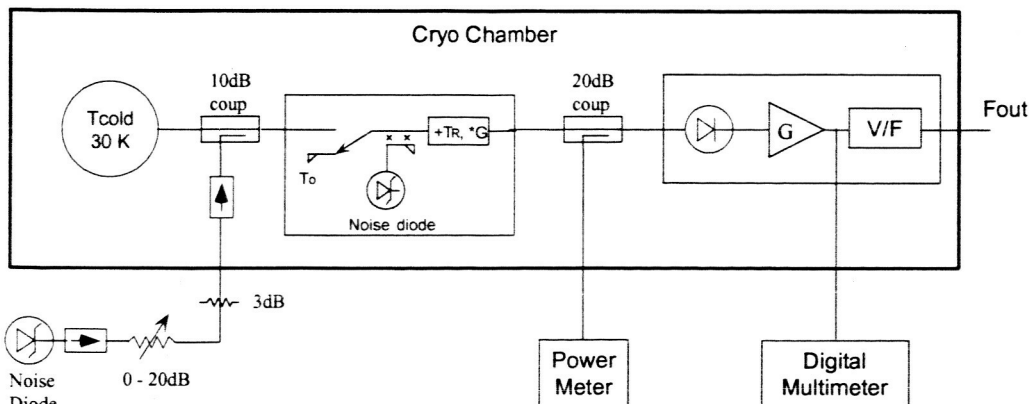 Cryo Chamber
10dB
coup
20dB
coup
Tcold
30 K
+TR, *G
To
Noise diode
G
V/F
Fout
3dB
0 - 20dB
Noise
Diode
Power
Meter
Digital
Multimeter